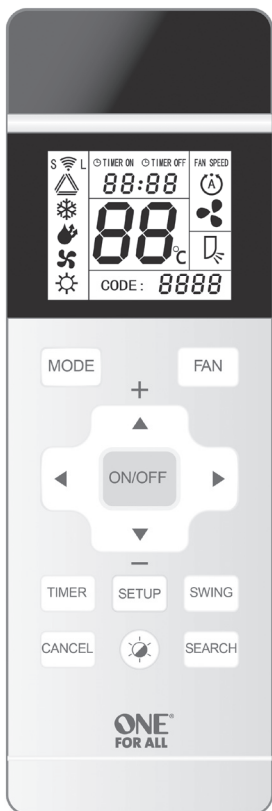 S L TIMER ON TIMER OFF FAN SPEED
88:88 A
88°C
CODE: 8888
MODE FAN
+
ON/OFF
−
TIMER SETUP SWING
CANCEL SEARCH
ONE®
FOR ALL